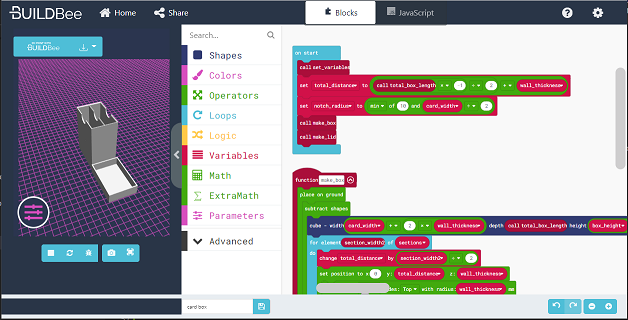 BUILDBee
Home
Share
Blocks
JavaScript
BUILDBee
Search...
Shapes
Colors
Operators
Loops
Logic
Variables
Math
ExtraMath
Parameters
Advanced
on start
call set_variables
set total_distance to call total_box_length x -1 ÷ 2 + wall_thickness
set notch_radius to min of 10 and card_width ÷ 2
call make_box
call make_lid
function make_box
place on ground
subtract shapes
cube - width card_width + 2 x wall_thickness depth call total_box_length height box_height
for element section_width2 of sections
do change total_distance by section_width2 ÷ 2
set position to x 0 y: total_distance z: wall_thickness
des: Top with radius: wall_thickness mm
card box